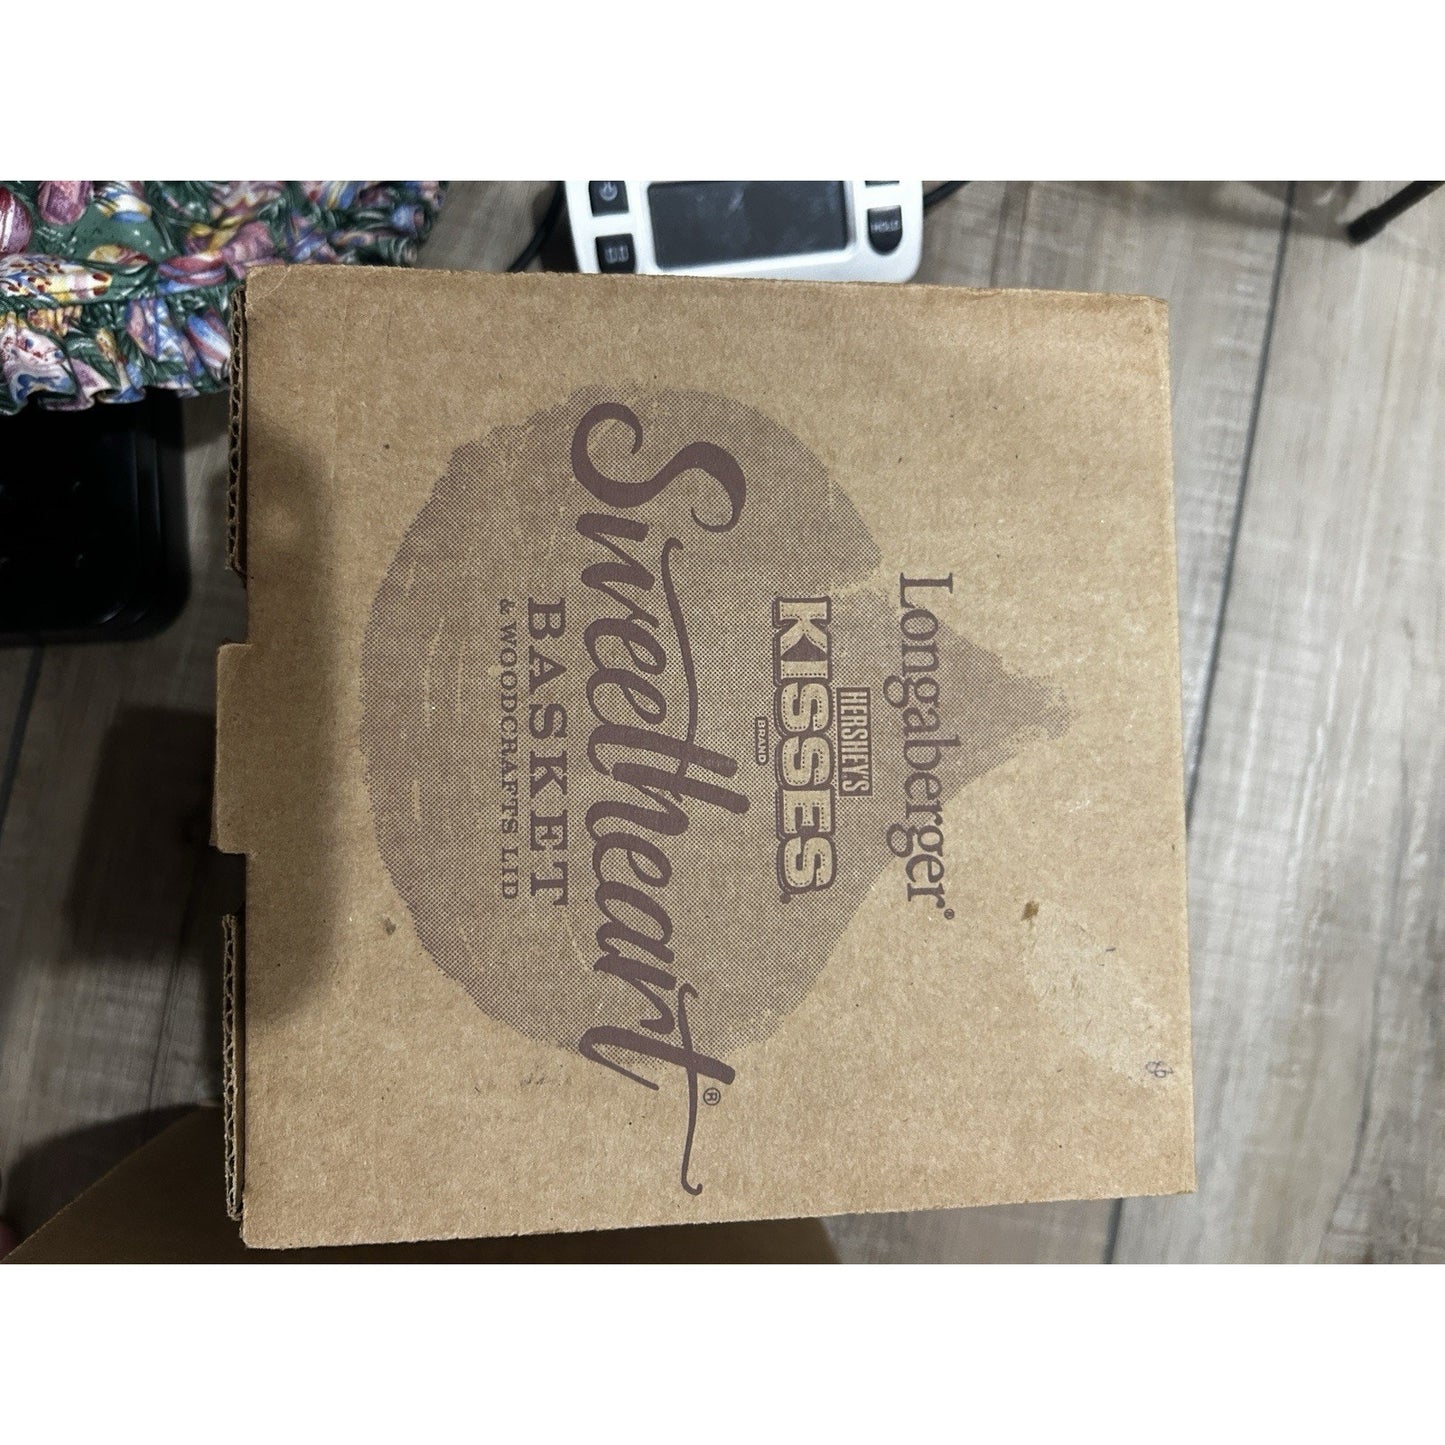 Longaberger®
HERSHEY'S
KISSES®
BRAND
Sweetheart®
BASKET
& WOODCRAFTS LID